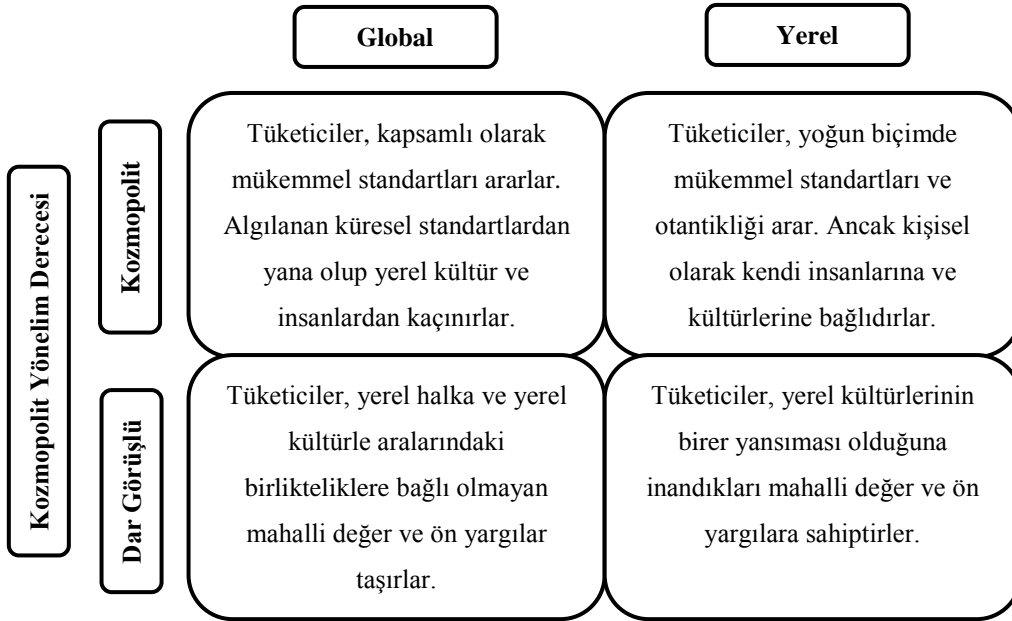 Global
Yerel
Kozmopolit Yönelim Derecesi
Kozmopolit
Tüketiciler, kapsamlı olarak
mükemmel standartları ararlar.
Algılanan küresel standartlardan
yana olup yerel kültür ve
insanlardan kaçınırlar.
Tüketiciler, yoğun biçimde
mükemmel standartları ve
otantikliği arar. Ancak kişisel
olarak kendi insanlarına ve
kültürlerine bağlıdırlar.
Dar Görüşlü
Tüketiciler, yerel halka ve yerel
kültürle aralarındaki
birlikteliklere bağlı olmayan
mahalli değer ve ön yargılar
taşırlar.
Tüketiciler, yerel kültürlerinin
birer yansıması olduğuna
inandıkları mahalli değer ve ön
yargılara sahiptirler.